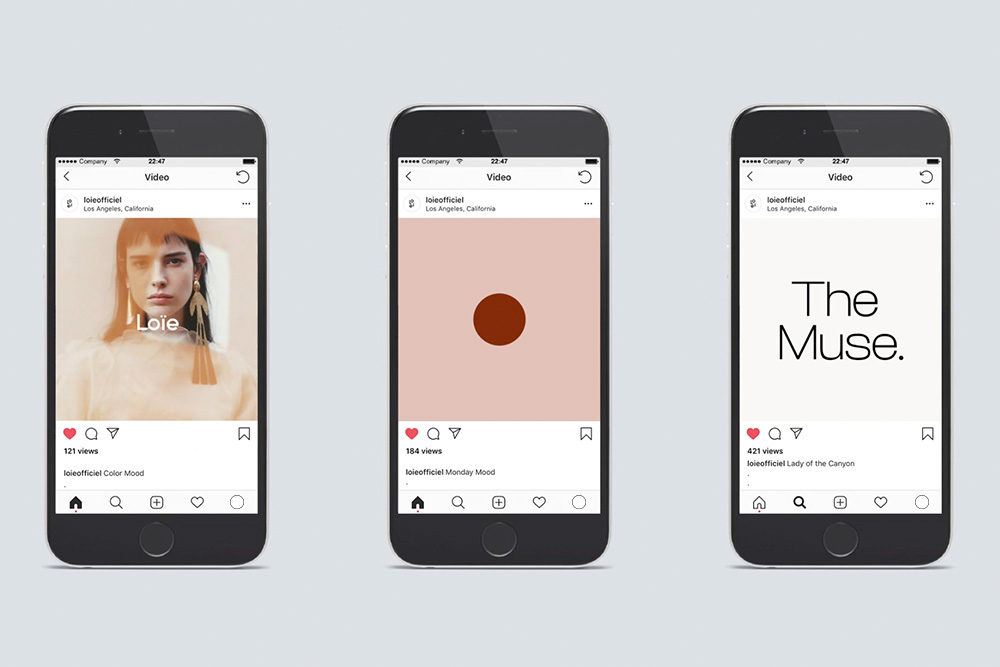 Company 22:47
Video
loieofficiel
Los Angeles, California
Loïe
121 views
loieofficiel Color Mood
.
Company 22:47
Video
loieofficiel
Los Angeles, California
184 views
loieofficiel Monday Mood
.
Company 22:47
Video
loieofficiel
Los Angeles, California
The
Muse.
421 views
loieofficiel Lady of the Canyon
.
.